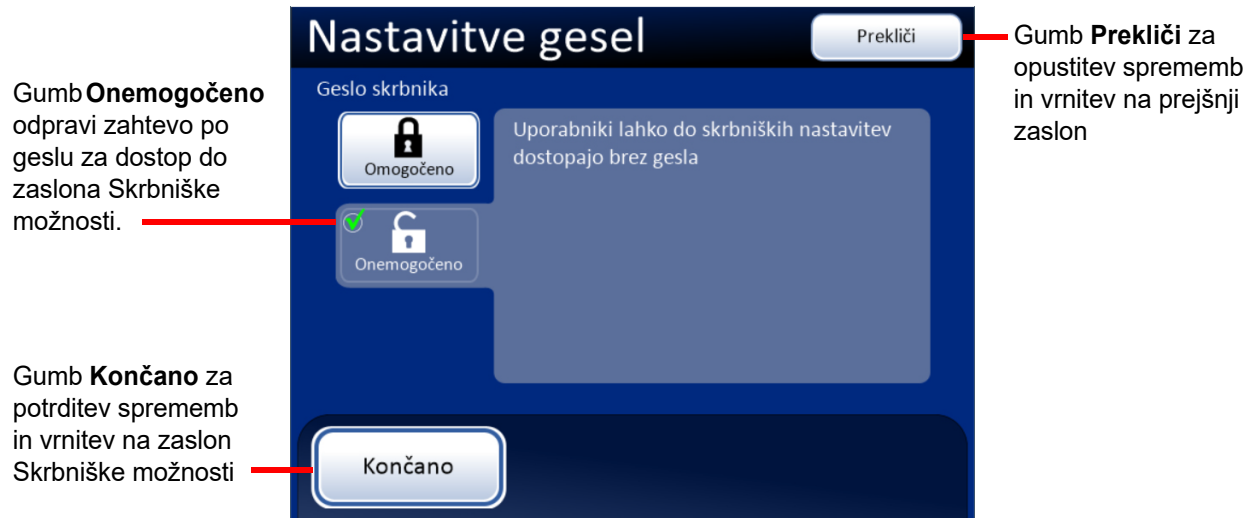 Nastavitve gesel
Prekliči
Gumb Prekliči za
opustitev sprememb
in vrnitev na prejšnji
zaslon
Gumb Onemogočeno
odpravi zahtevo po
geslu za dostop do
zaslona Skrbniške
možnosti.
Geslo skrbnika
Omogočeno
Uporabniki lahko do skrbniških nastavitev
dostopajo brez gesla
Onemogočeno
Gumb Končano za
potrditev sprememb
in vrnitev na zaslon
Skrbniške možnosti
Končano